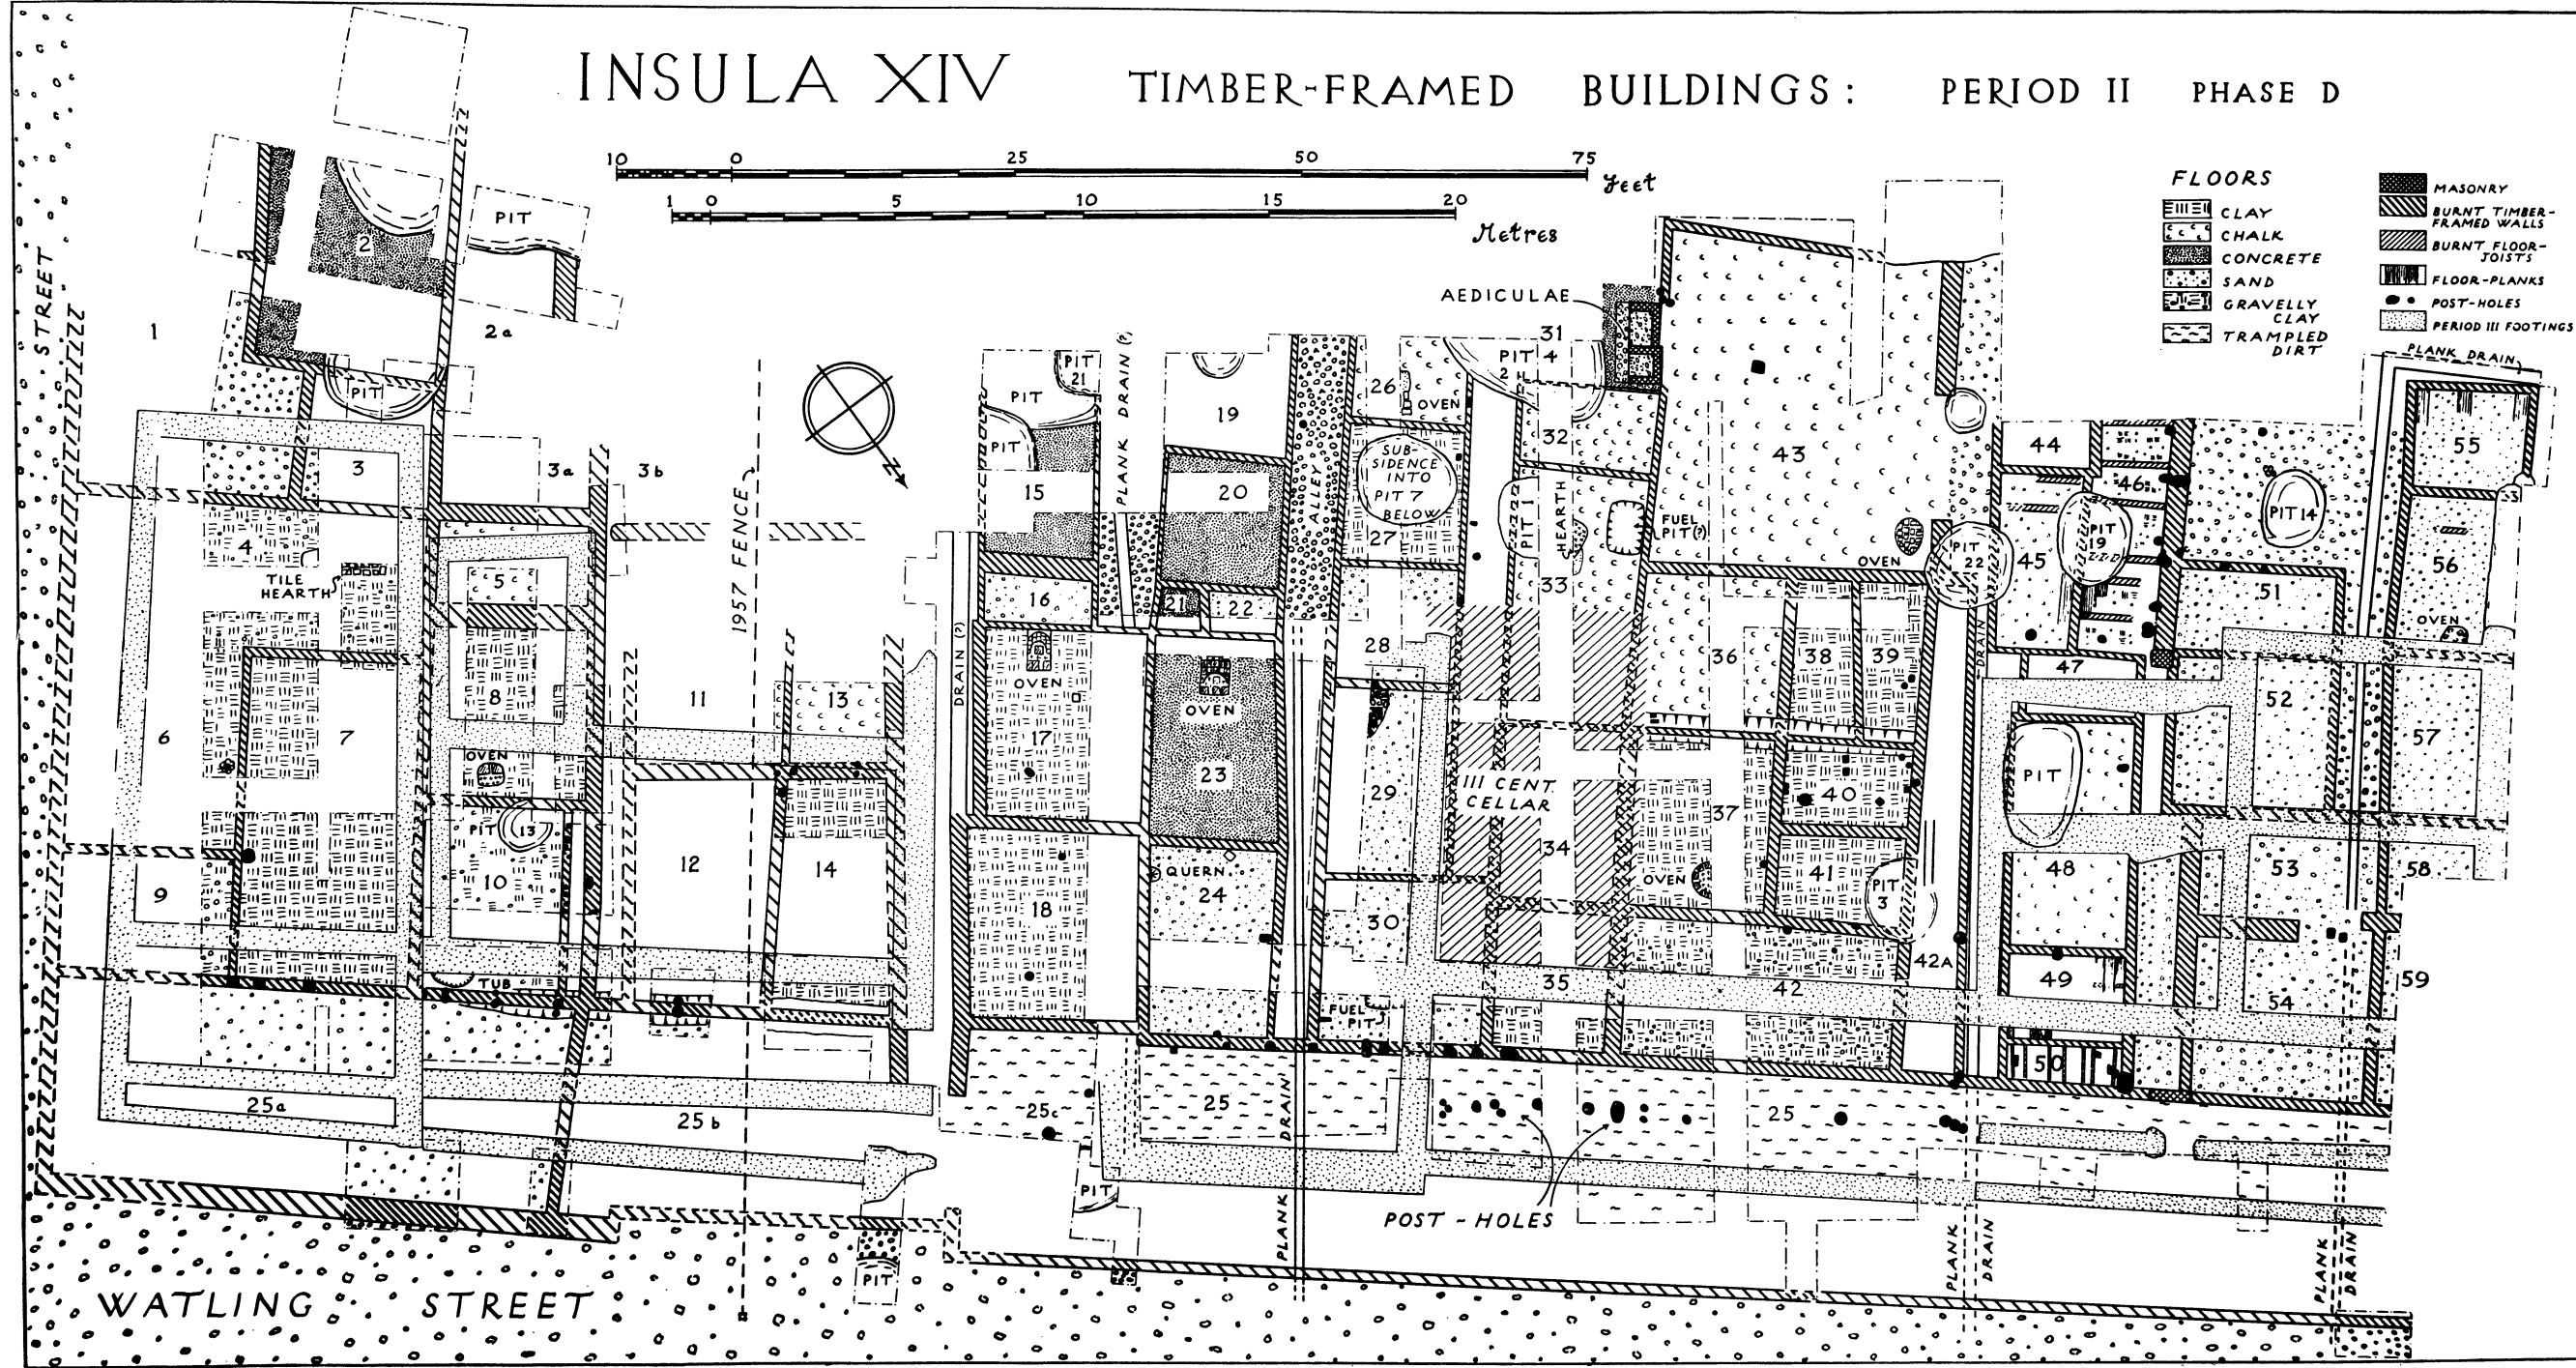 INSULA XIV TIMBER-FRAMED BUILDINGS: PERIOD II PHASE D
10 0 25 50 75 Feet
1 0 5 10 15 20 Metres
FLOORS
CLAY
CHALK
CONCRETE
SAND
GRAVELLY
CLAY
TRAMPLED
DIRT
MASONRY
BURNT TIMBER-
FRAMED WALLS
BURNT FLOOR-
JOISTS
FLOOR-PLANKS
POST-HOLES
PERIOD III FOOTINGS
STREET
1
2
PIT
2a
PIT
3
3a
3b
4
TILE
HEARTH
5
6
7
8
OVEN
9
PIT 13
10
TUB
11
12
13
14
1957 FENCE
25a
25b
PIT
WATLING STREET
PIT
PIT 21
PIT
15
16
DRAIN (?)
OVEN
17
18
25c
PIT
PLANK DRAIN (?)
19
20
21
22
OVEN
23
QUERN
24
25
PLANK DRAIN
ALLEY
26
OVEN
SUB-
SIDENCE
INTO
PIT 7
BELOW
27
28
29
30
FUEL
PIT
AEDICULAE
31
PIT 4
PIT 2
32
PIT 1
HEARTH
33
FUEL
PIT(?)
III CENT.
CELLAR
34
35
36
37
OVEN
38
39
40
41
PIT
3
42
42A
43
OVEN
PIT
22
DRAIN
POST-HOLES
25
PLANK DRAIN
44
45
46
PIT
19
47
PIT
48
49
50
PIT 14
51
52
53
54
PLANK DRAIN
55
56
OVEN
57
58
59
PLANK DRAIN